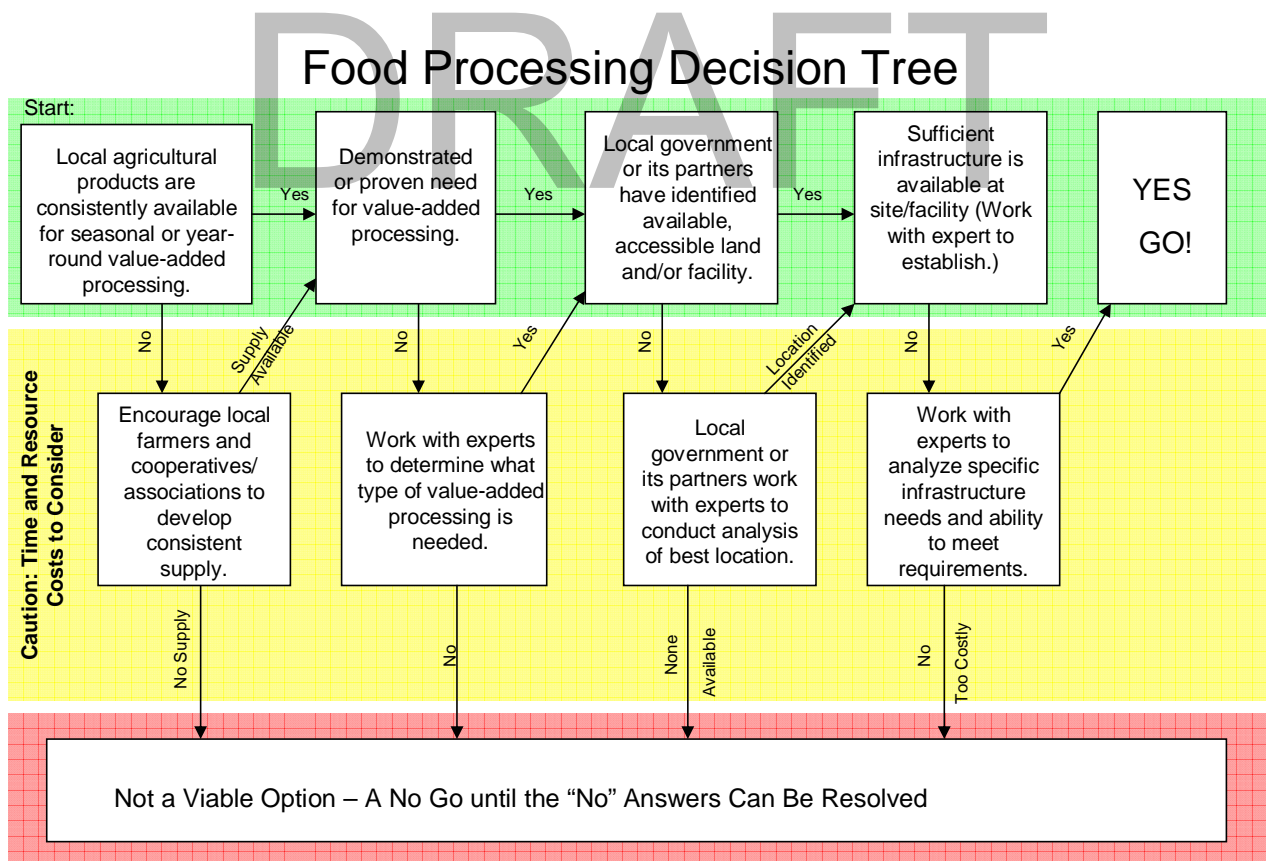 DRAFT
Food Processing Decision Tree
Start:
Local agricultural
products are
consistently available
for seasonal or year-
round value-added
processing.
Yes
Demonstrated
or proven need
for value-added
processing.
Yes
Local government
or its partners
have identified
available,
accessible land
and/or facility.
Yes
Sufficient
infrastructure is
available at
site/facility (Work
with expert to
establish.)
YES
GO!
No
Supply
Available
No
Yes
No
Location
Identified
No
Yes
Caution: Time and Resource
Costs to Consider
Encourage local
farmers and
cooperatives/
associations to
develop
consistent
supply.
Work with experts
to determine what
type of value-added
processing is
needed.
Local
government or
its partners work
with experts to
conduct analysis
of best location.
Work with
experts to
analyze specific
infrastructure
needs and ability
to meet
requirements.
No Supply
No
None
Available
No
Too Costly
Not a Viable Option – A No Go until the “No” Answers Can Be Resolved